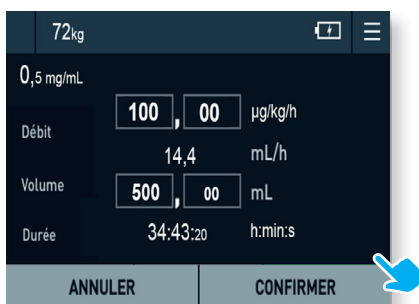 72kg
0,5 mg/mL
Débit 100,00 µg/kg/h
14,4 mL/h
Volume 500,00 mL
Durée 34:43:20 h:min:s
ANNULER CONFIRMER